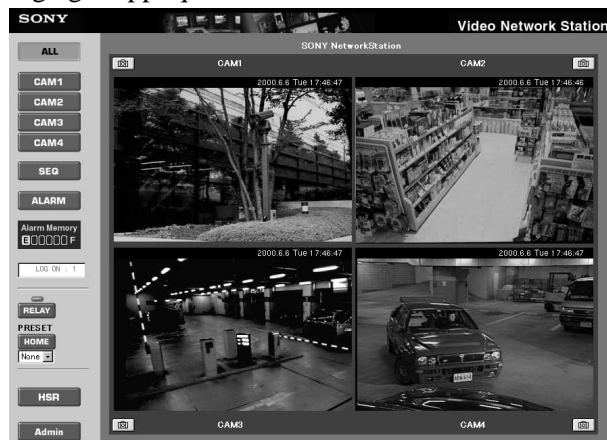 SONY
Video Network Station
ALL
SONY NetworkStation
CAM1
CAM2
2000.6.6 Tue 17:46:47
2000.6.6 Tue 17:46:46
CAM1
CAM2
CAM3
CAM4
SEQ
ALARM
Alarm Memory
E F
LOG ON : 1
2000.6.6 Tue 17:46:47
2000.6.6 Tue 17:46:47
RELAY
PRESET
HOME
None
HSR
Admin
CAM3
CAM4